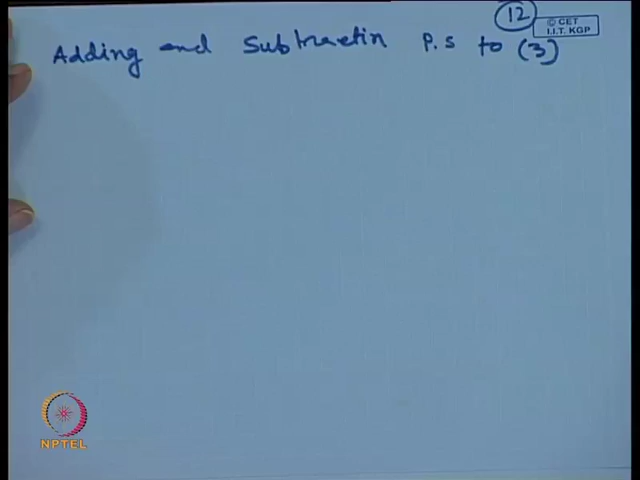 12
© CET
I.I.T. KGP
Adding and Subtractin P.S to (3)
NPTEL